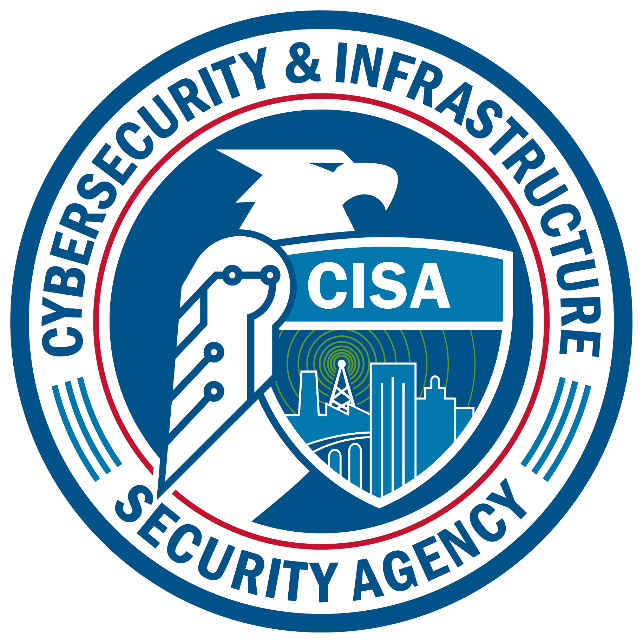 CYBERSECURITY & INFRASTRUCTURE
SECURITY AGENCY
CISA